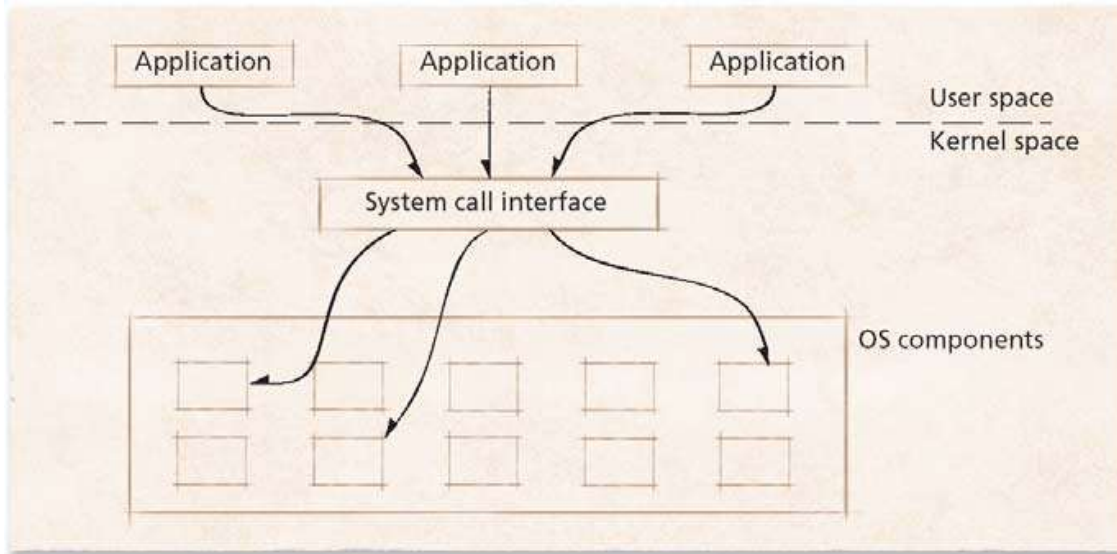 Application
Application
Application
User space
Kernel space
System call interface
OS components